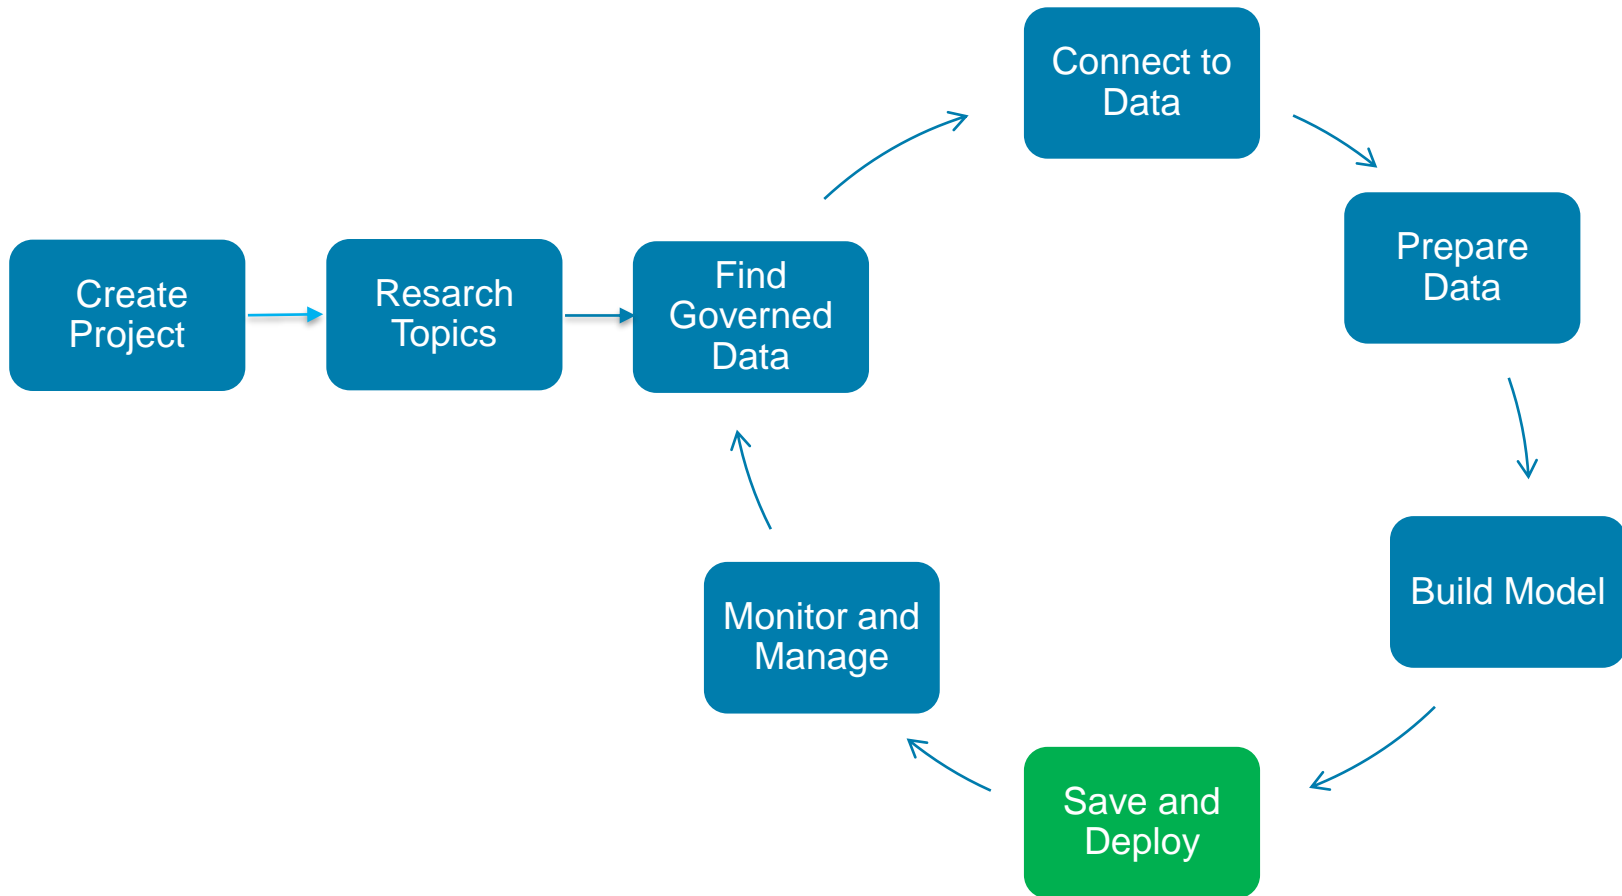 Create
Project
Resarch
Topics
Find
Governed
Data
Connect to
Data
Prepare
Data
Build Model
Save and
Deploy
Monitor and
Manage